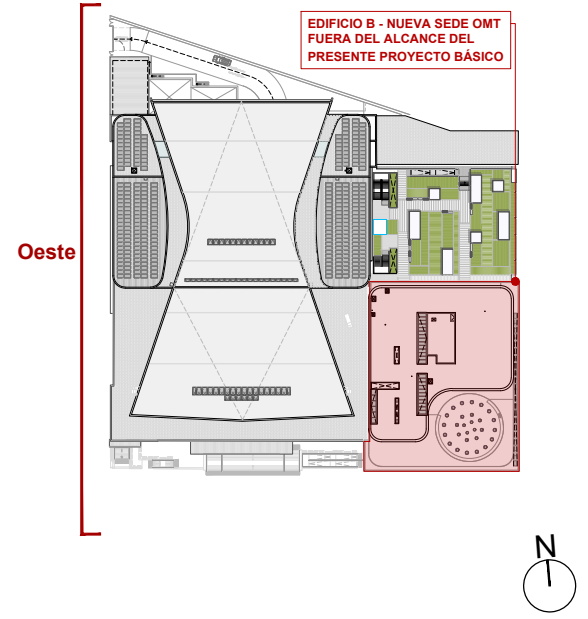 EDIFICIO B - NUEVA SEDE OMT
FUERA DEL ALCANCE DEL
PRESENTE PROYECTO BÁSICO
Oeste
N